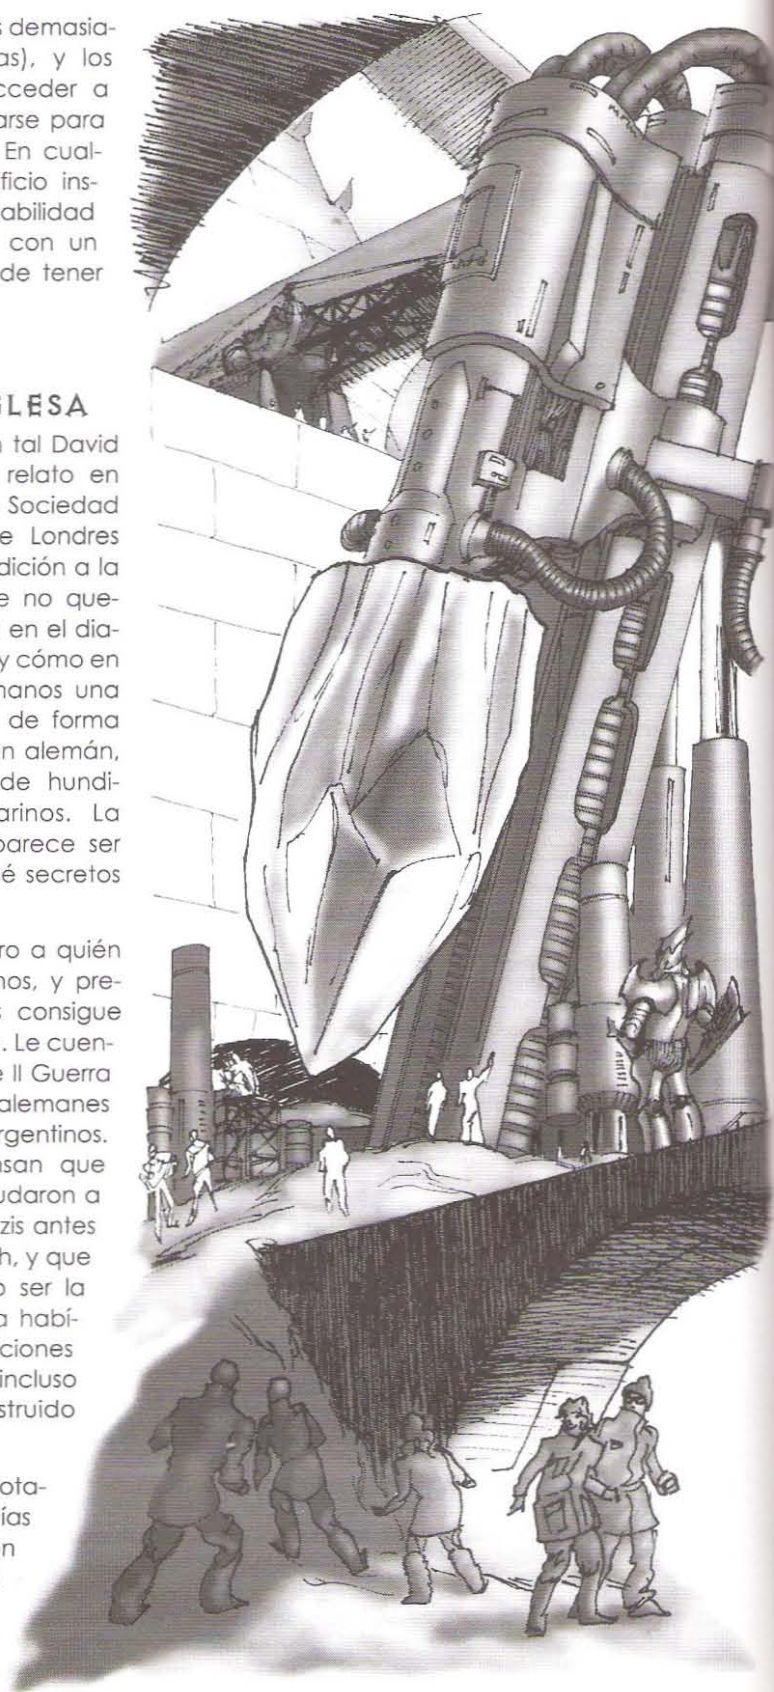 s demasia-
as), y los
cceder a
arse para
En cual-
ficio ins-
abilidad
con un
de tener
GLESA
n tal David
relato en
Sociedad
e Londres
dición a la
e no que-
en el dia-
y cómo en
nanos una
de forma
n alemán,
de hundi-
arinos. La
parece ser
é secretos
ro a quién
nos, y pre-
s consigue
. Le cuen-
e II Guerra
alemanes
rgentinos.
nsan que
udaron a
zis antes
h, y que
o ser la
a habí-
ciones
incluso
struido
ota-
ías
n